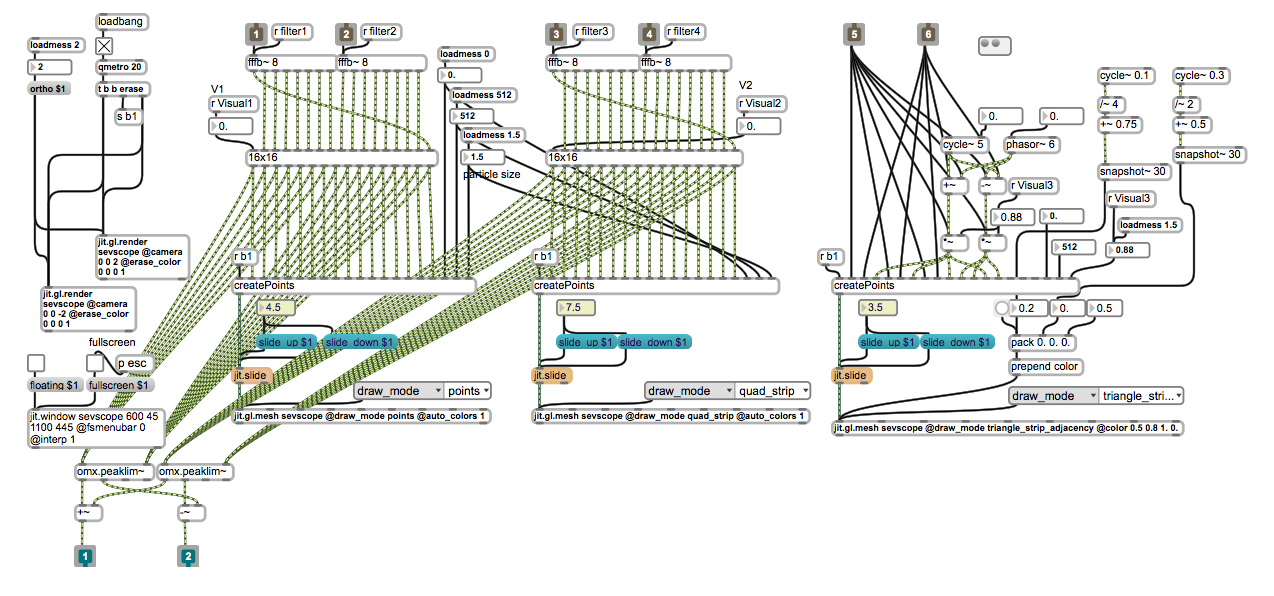 loadbang
loadmess 2
2
ortho $1
qmetro 20
t b b erase
s b1
jit.gl.render
sevscope @camera
0 0 2 @erase_color
0 0 0 1
jit.gl.render
sevscope @camera
0 0 -2 @erase_color
0 0 0 1
fullscreen
p esc
floating $1
fullscreen $1
jit.window sevscope 600 45
1100 445 @fsmenubar 0
@interp 1
omx.peaklim~
omx.peaklim~
+~
-~
1
2
1
r filter1
2
r filter2
fffb~ 8
fffb~ 8
V1
r Visual1
0.
16x16
loadmess 0
0.
loadmess 512
512
loadmess 1.5
1.5
particle size
r b1
createPoints
4.5
slide_up $1
slide_down $1
jit.slide
draw_mode
points
jit.gl.mesh sevscope @draw_mode points @auto_colors 1
3
r filter3
4
r filter4
fffb~ 8
fffb~ 8
V2
r Visual2
0.
16x16
r b1
createPoints
7.5
slide_up $1
slide_down $1
jit.slide
draw_mode
quad_strip
jit.gl.mesh sevscope @draw_mode quad_strip @auto_colors 1
5
6
0.
0.
cycle~ 5
phasor~ 6
+~
-~
r Visual3
0.88
0.
*~
*~
512
cycle~ 0.1
/~ 4
+~ 0.75
snapshot~ 30
r Visual3
loadmess 1.5
0.88
cycle~ 0.3
/~ 2
+~ 0.5
snapshot~ 30
r b1
createPoints
3.5
slide_up $1
slide_down $1
jit.slide
0.2
0.
0.5
pack 0. 0. 0.
prepend color
draw_mode
triangle_stri...
jit.gl.mesh sevscope @draw_mode triangle_strip_adjacency @color 0.5 0.8 1. 0.